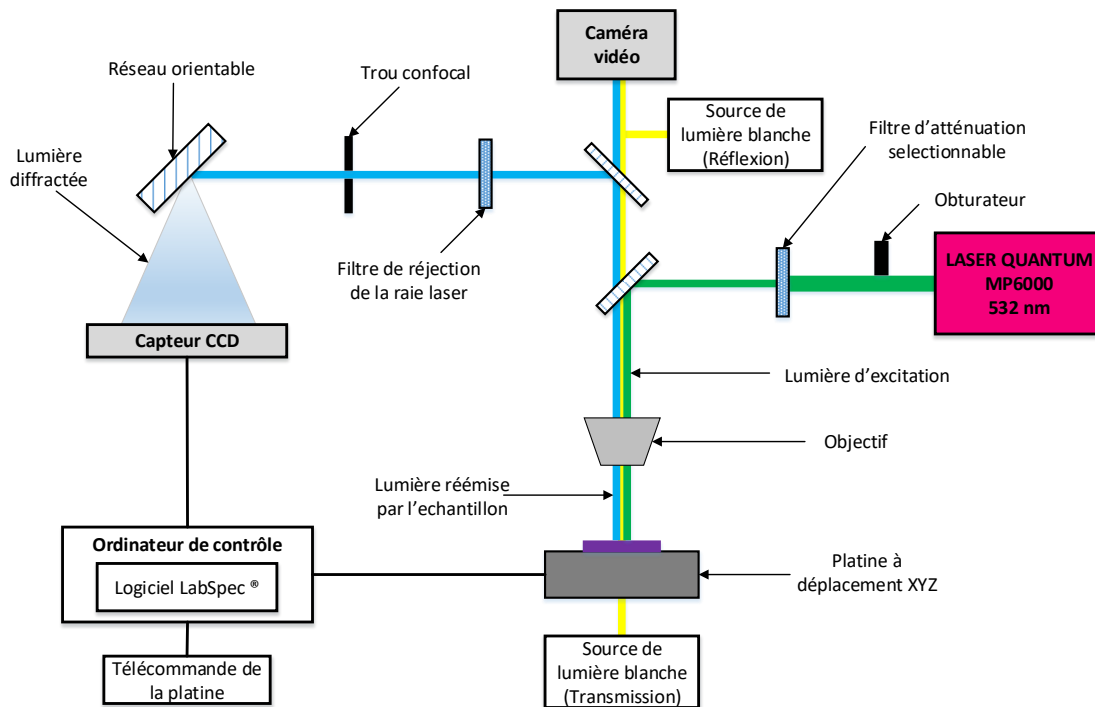 Caméra
vidéo
Réseau orientable
Trou confocal
Source de
lumière blanche
(Réflexion)
Filtre d'atténuation
selectionnable
Lumière
diffractée
Obturateur
Filtre de réjection
de la raie laser
LASER QUANTUM
MP6000
532 nm
Capteur CCD
Lumière d'excitation
Objectif
Lumière réémise
par l'echantillon
Ordinateur de contrôle
Logiciel LabSpec ®
Platine à
déplacement XYZ
Télécommande de
la platine
Source de
lumière blanche
(Transmission)